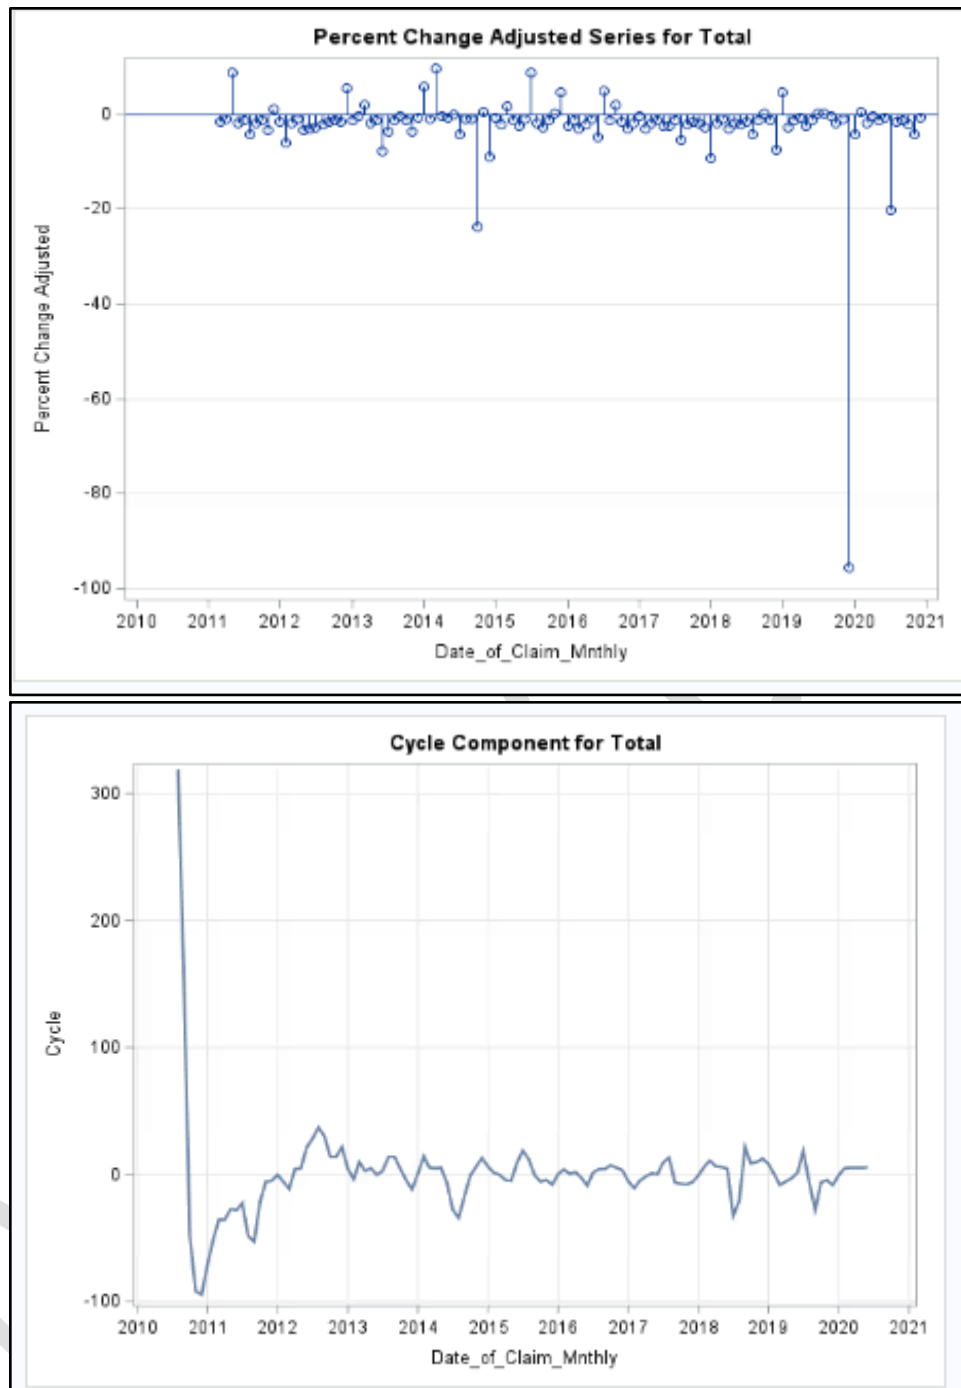 Percent Change Adjusted Series for Total
0
-20
-40
-60
-80
-100
Percent Change Adjusted
2010 2011 2012 2013 2014 2015 2016 2017 2018 2019 2020 2021
Date_of_Claim_Mnthly
Cycle Component for Total
300
200
100
0
-100
Cycle
2010 2011 2012 2013 2014 2015 2016 2017 2018 2019 2020 2021
Date_of_Claim_Mnthly